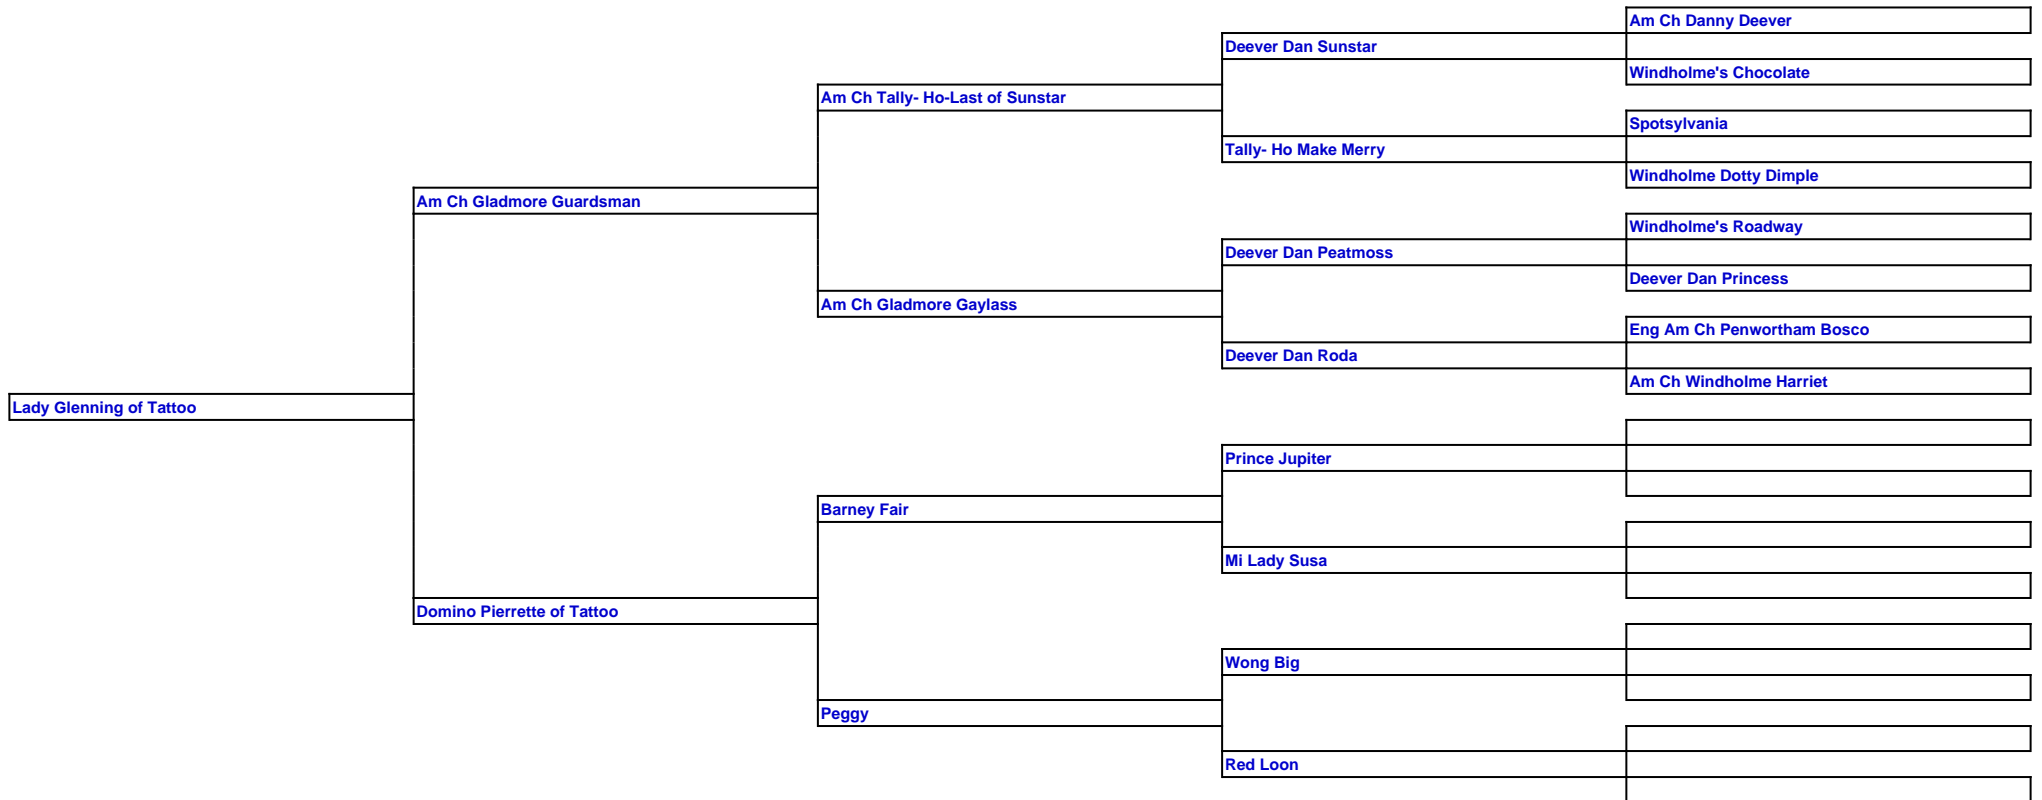 Am Ch Danny Deever
Deever Dan Sunstar
Windholme's Chocolate
Am Ch Tally- Ho-Last of Sunstar
Spotsylvania
Tally- Ho Make Merry
Windholme Dotty Dimple
Am Ch Gladmore Guardsman
Windholme's Roadway
Deever Dan Peatmoss
Deever Dan Princess
Am Ch Gladmore Gaylass
Eng Am Ch Penwortham Bosco
Deever Dan Roda
Am Ch Windholme Harriet
Lady Glenning of Tattoo
Prince Jupiter
Barney Fair
Mi Lady Susa
Domino Pierrette of Tattoo
Wong Big
Peggy
Red Loon